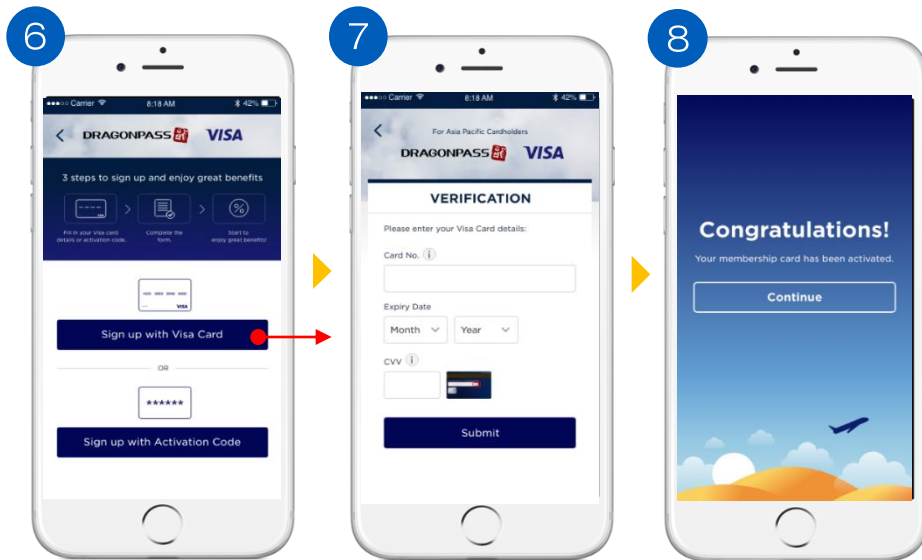 6
Carrier 8:18 AM 42%
DRAGONPASS VISA
3 steps to sign up and enjoy great benefits
Fill in your Visa card
details or activation code.
Complete the
form.
Start to
enjoy great benefits!
VISA
Sign up with Visa Card
OR
******
Sign up with Activation Code
7
Carrier 8:18 AM 42%
For Asia Pacific Cardholders
DRAGONPASS VISA
VERIFICATION
Please enter your Visa Card details:
Card No. i
Expiry Date
Month Year
CVV i
Submit
8
Congratulations!
Your membership card has been activated.
Continue